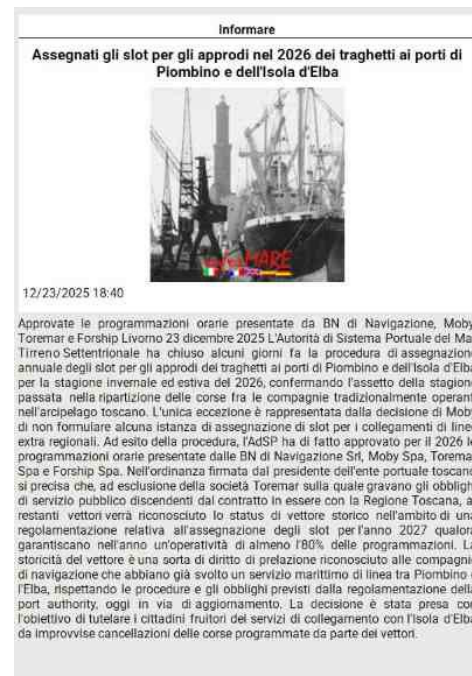 Informare
Assegnati gli slot per gli approdi nel 2026 dei traghetti ai porti di
Piombino e dell'Isola d'Elba
MARE
12/23/2025 18:40
Approvate le programmazioni orarie presentate da BN di Navigazione, Moby
Toremar e Forship Livorno 23 dicembre 2025 L'Autorità di Sistema Portuale del Mar
Tirreno Settentrionale ha chiuso alcuni giorni fa la procedura di assegnazione
annuale degli slot per gli approdi dei traghetti ai porti di Piombino e dell'Isola d'Elba
per la stagione invernale ed estiva del 2026, confermando l'assetto della stagione
passata nella ripartizione delle corse fra le compagnie tradizionalmente operant
nell'arcipelago toscano. L'unica eccezione è rappresentata dalla decisione di Moby
di non formulare alcuna istanza di assegnazione di slot per i collegamenti di line
extra regionali. Ad esito della procedura, l'AdSP ha di fatto approvato per il 2026 le
programmazioni orarie presentate dalle BN di Navigazione Srl, Moby Spa, Toremar
Spa e Forship Spa. Nell'ordinanza firmata dal presidente dell'ente portuale toscano
si precisa che, ad esclusione della società Toremar sulla quale gravano gli obbligh
di servizio pubblico discendenti dal contratto in essere con la Regione Toscana, a
restanti vettori verrà riconosciuto lo status di vettore storico nell'ambito di una
regolamentazione relativa all'assegnazione degli slot per l'anno 2027 qualora
garantiscano nell'anno un'operatività di almeno l'80% delle programmazioni. La
storicità del vettore è una sorta di diritto di prelazione riconosciuto alle compagnie
di navigazione che abbiano già svolto un servizio marittimo di linea tra Piombino e
l'Elba, rispettando le procedure e gli obblighi previsti dalla regolamentazione della
port authority, oggi in via di aggiornamento. La decisione è stata presa con
l'obiettivo di tutelare i cittadini fruitori dei servizi di collegamento con l'Isola d'Elba
da improvvise cancellazioni delle corse programmate da parte dei vettori.